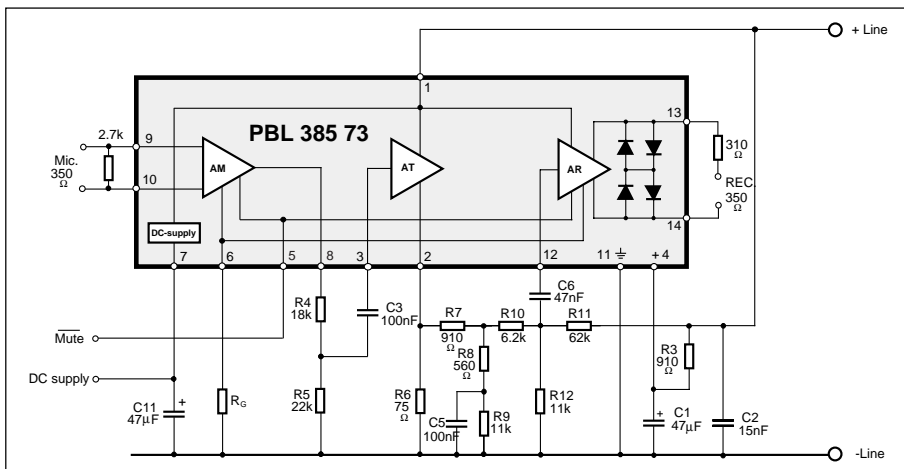 + Line
1
PBL 385 73
13
2.7k
9
310
Ω
Mic.
350
Ω
AM
AT
AR
REC.
350
Ω
10
14
DC-supply
7
6
5
8
3
2
12
11
+ 4
C6
47nF
R4
18k
C3
100nF
R7
910
Ω
R10
6.2k
R11
62k
Mute
R8
560
Ω
R3
910
Ω
DC supply
+
C11
47µF
RG
R5
22k
R6
75
Ω
C5
100nF
R9
11k
R12
11k
+
C1
47µF
C2
15nF
-Line